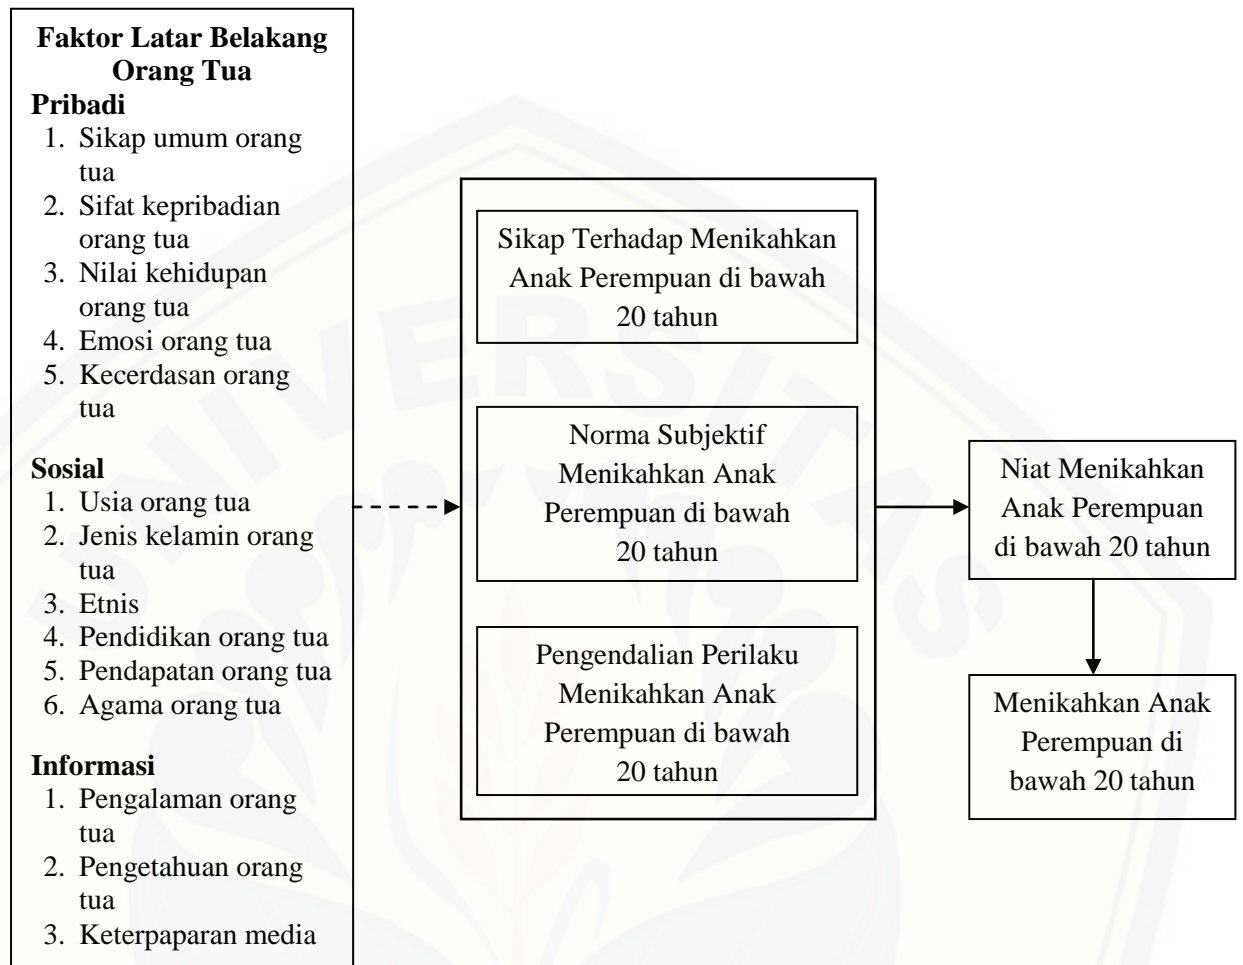 Faktor Latar Belakang
Orang Tua
Pribadi
1. Sikap umum orang
tua
2. Sifat kepribadian
orang tua
3. Nilai kehidupan
orang tua
4. Emosi orang tua
5. Kecerdasan orang
tua
Sosial
1. Usia orang tua
2. Jenis kelamin orang
tua
3. Etnis
4. Pendidikan orang tua
5. Pendapatan orang tua
6. Agama orang tua
Informasi
1. Pengalaman orang
tua
2. Pengetahuan orang
tua
3. Keterpaparan media
Sikap Terhadap Menikahkan
Anak Perempuan di bawah
20 tahun
Norma Subjektif
Menikahkan Anak
Perempuan di bawah
20 tahun
Pengendalian Perilaku
Menikahkan Anak
Perempuan di bawah
20 tahun
Niat Menikahkan
Anak Perempuan
di bawah 20 tahun
Menikahkan Anak
Perempuan di
bawah 20 tahun
UNIVERSITAS